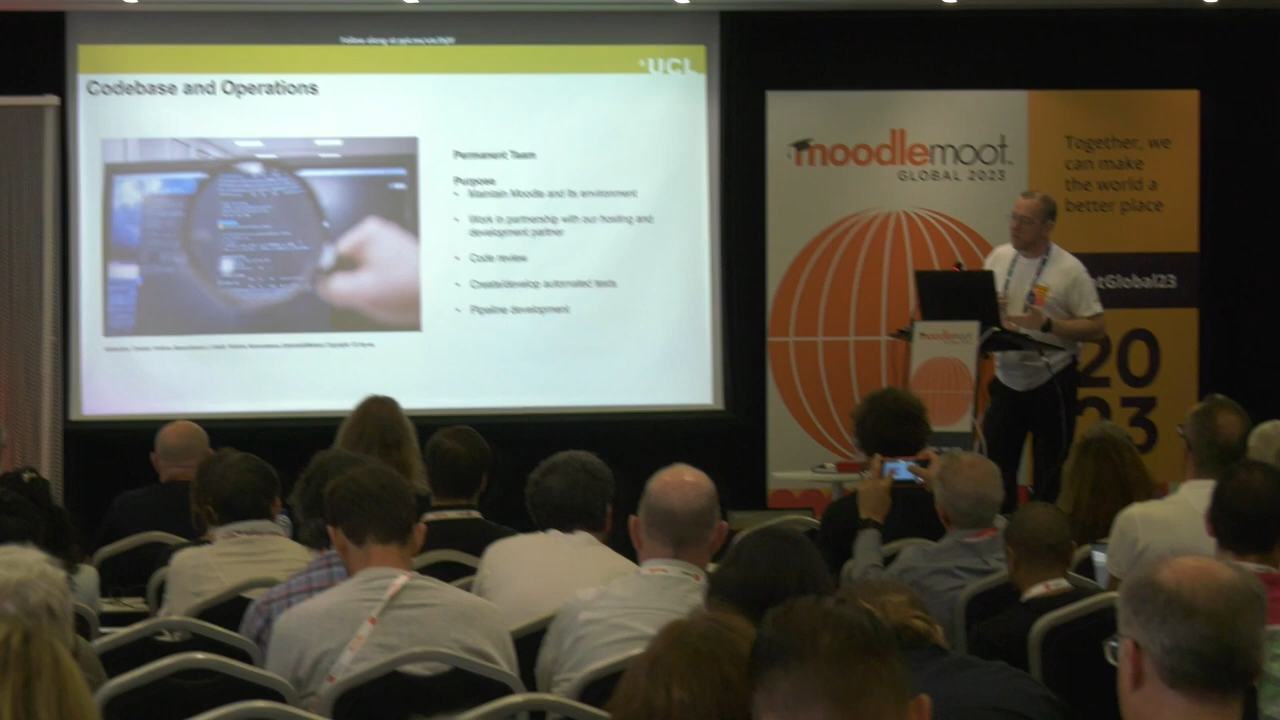 UCL
Codebase and Operations
Permanent Team
Purpose
• Maintain Moodle and its environment
• Work in partnership with our hosting and
development partner
• Code review
• Create/develop automated tests
• Pipeline development
moodlemoot.
GLOBAL 2023
Together, we
can make
the world a
better place
tGlobal23
20
23
moodlemoot